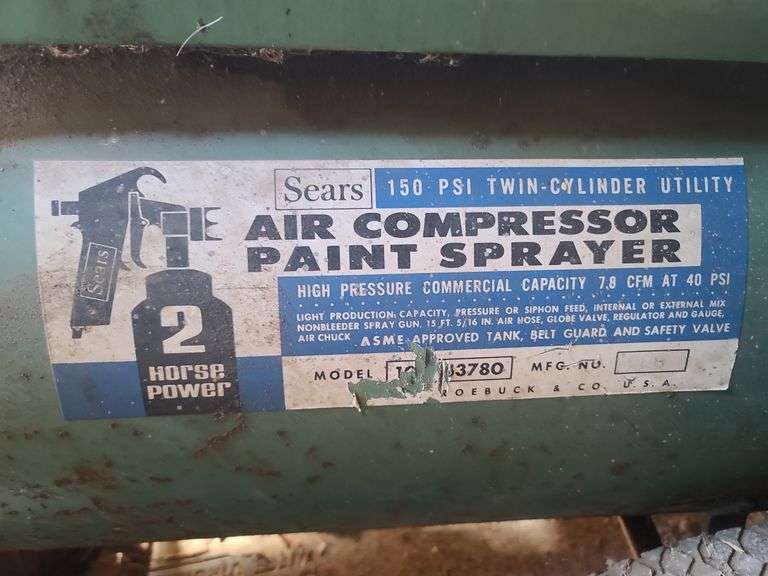 Sears
150 PSI TWIN-CYLINDER UTILITY
AIR COMPRESSOR
PAINT SPRAYER
HIGH PRESSURE COMMERCIAL CAPACITY 7.8 CFM AT 40 PSI
LIGHT PRODUCTION: CAPACITY, PRESSURE OR SIPHON FEED, INTERNAL OR EXTERNAL MIX
NONBLEEDER SPRAY GUN, 15 FT. 5/16 IN. AIR HOSE, GLOBE VALVE, REGULATOR AND GAUGE,
AIR CHUCK. ASME APPROVED TANK, BELT GUARD AND SAFETY VALVE
MODEL 3780 MFG. NO.
ROEBUCK & CO. U.S.A.
Sears
2
HORSE
POWER